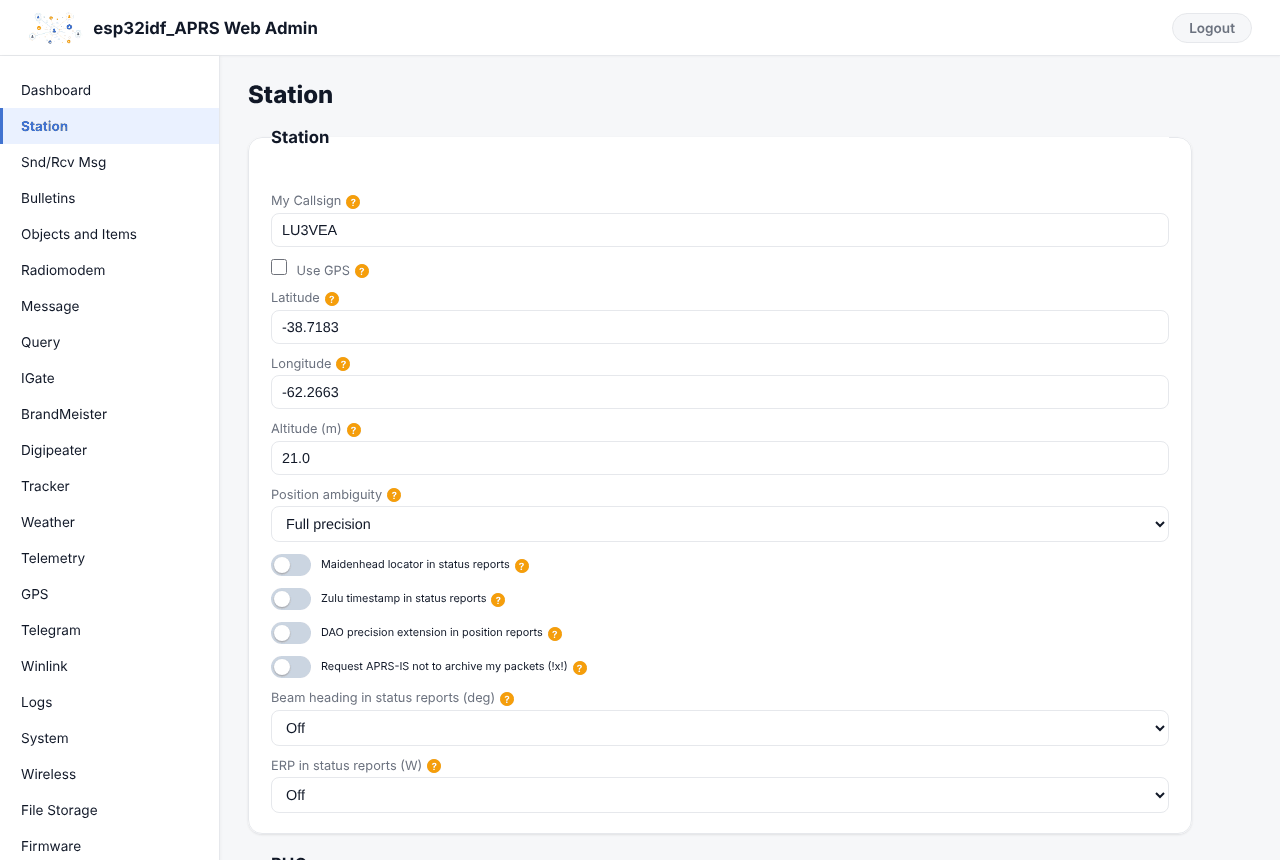 esp32idf_APRS Web Admin
Logout
Dashboard
Station
Snd/Rcv Msg
Bulletins
Objects and Items
Radiomodem
Message
Query
IGate
BrandMeister
Digipeater
Tracker
Weather
Telemetry
GPS
Telegram
Winlink
Logs
System
Wireless
File Storage
Firmware
Station
Station
My Callsign ?
LU3VEA
Use GPS ?
Latitude ?
-38.7183
Longitude ?
-62.2663
Altitude (m) ?
21.0
Position ambiguity ?
Full precision
Maidenhead locator in status reports ?
Zulu timestamp in status reports ?
DAO precision extension in position reports ?
Request APRS-IS not to archive my packets (!x!) ?
Beam heading in status reports (deg) ?
Off
ERP in status reports (W) ?
Off